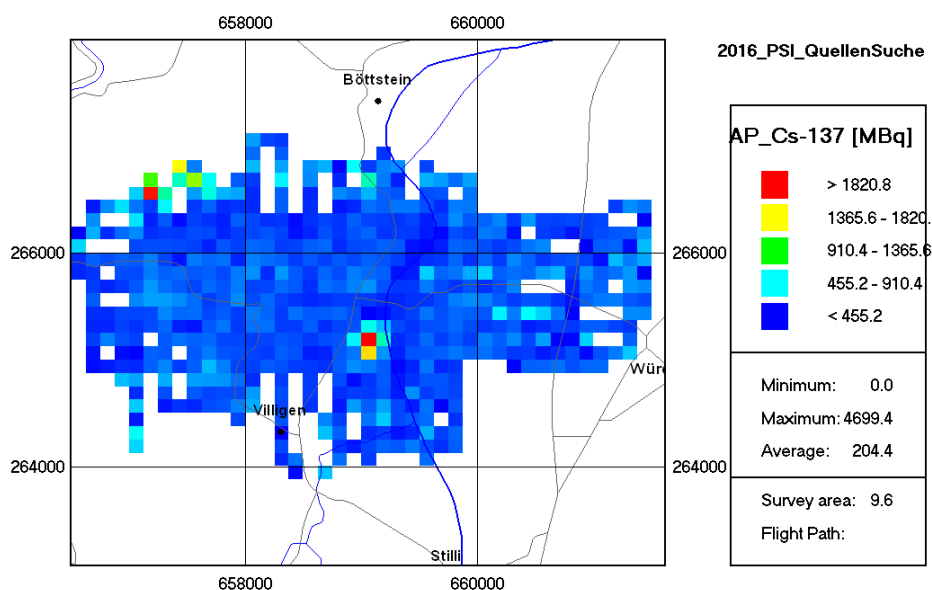 658000 660000
2016_PSI_QuellenSuche
Böttstein
AP_Cs-137 [MBq]
> 1820.8
1365.6 - 1820.
910.4 - 1365.6
455.2 - 910.4
< 455.2
266000 266000
Würe
Minimum: 0.0
Maximum: 4699.4
Average: 204.4
Villigen
264000 264000
Survey area: 9.6
Flight Path:
Stilli
658000 660000